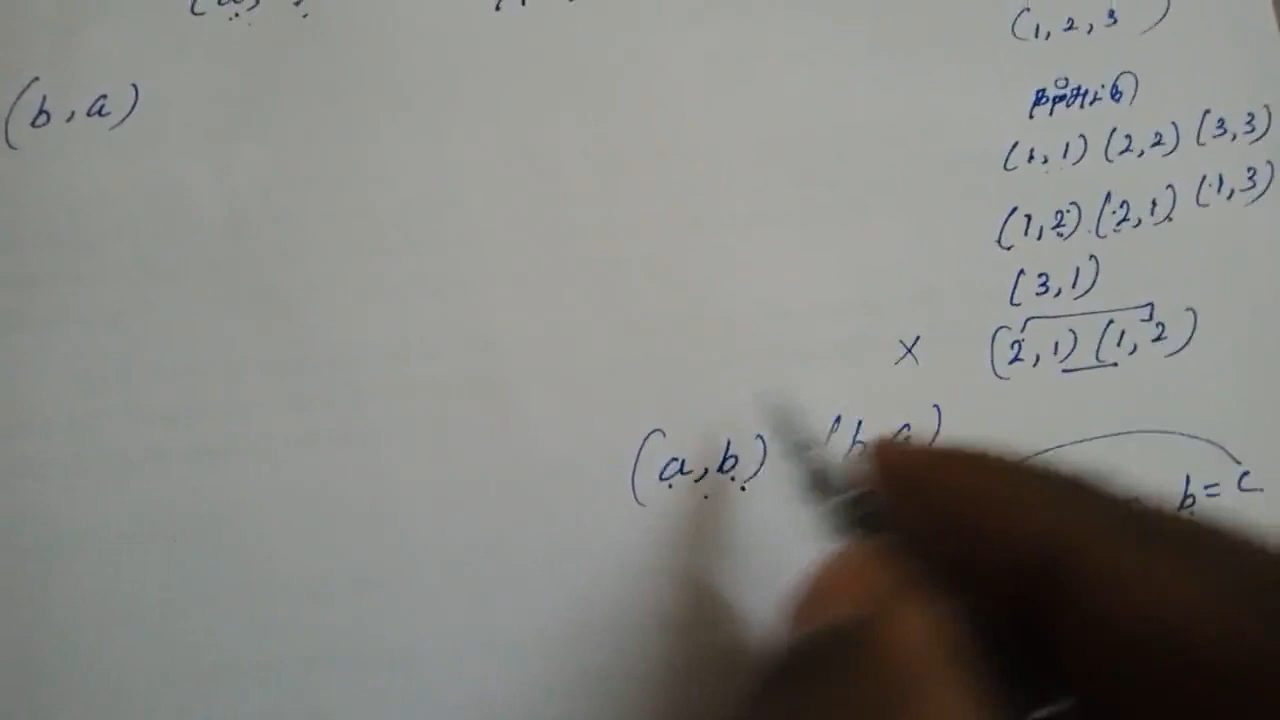 (1, 2, 3)
(b, a)
(1, 1) (2, 2) (3, 3)
(1, 2) (2, 1) (1, 3)
(3, 1)
× (2, 1) (1, 2)
(a, b) (b, a)
b = c